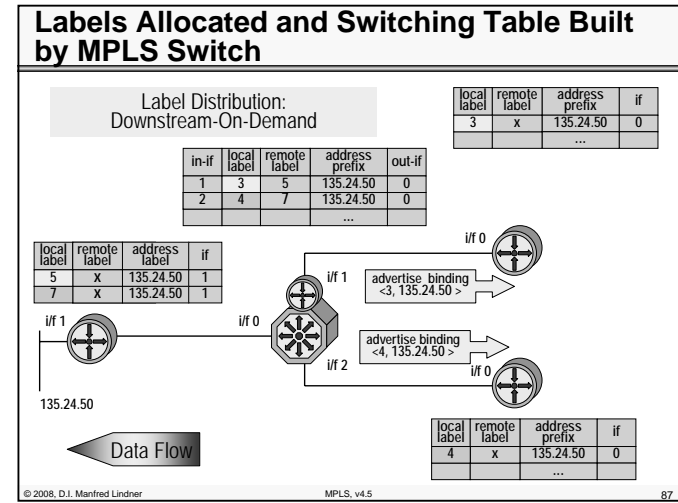 Labels Allocated and Switching Table Built
by MPLS Switch
Label Distribution:
Downstream-On-Demand
local label remote label address prefix if
3 x 135.24.50 0
...
in-if local label remote label address prefix out-if
1 3 5 135.24.50 0
2 4 7 135.24.50 0
...
local label remote label address label if
5 x 135.24.50 1
7 x 135.24.50 1
i/f 0
i/f 1
advertise binding
<3, 135.24.50 >
i/f 1
i/f 0
advertise binding
<4, 135.24.50 >
i/f 2
i/f 0
135.24.50
Data Flow
local label remote label address prefix if
4 x 135.24.50 0
...
© 2008, D.I. Manfred Lindner
MPLS, v4.5
87